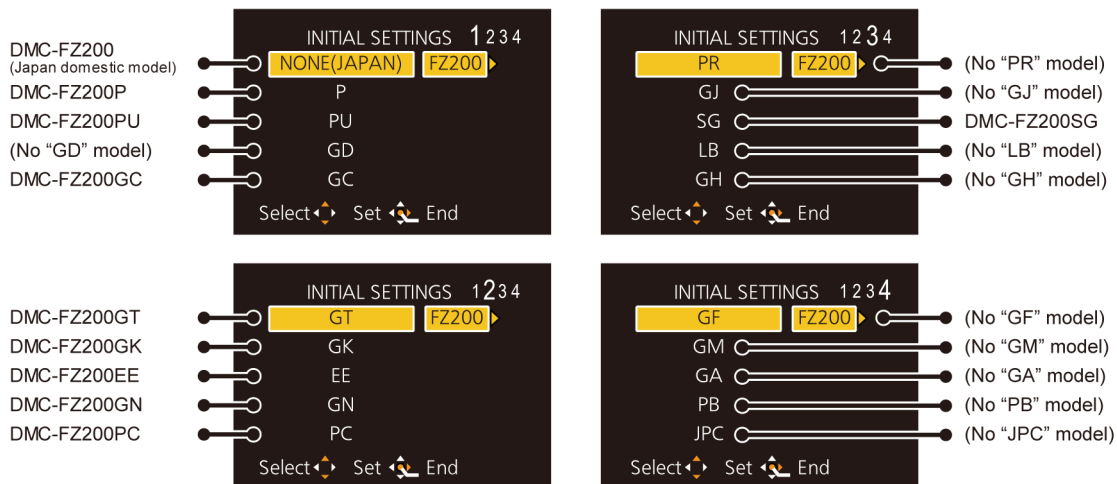 DMC-FZ200
(Japan domestic model)
DMC-FZ200P
DMC-FZ200PU
(No “GD” model)
DMC-FZ200GC
INITIAL SETTINGS 1234
NONE(JAPAN) FZ200
P
PU
GD
GC
Select Set End
INITIAL SETTINGS 1234
PR FZ200
GJ
SG
LB
GH
Select Set End
(No “PR” model)
(No “GJ” model)
DMC-FZ200SG
(No “LB” model)
(No “GH” model)
DMC-FZ200GT
DMC-FZ200GK
DMC-FZ200EE
DMC-FZ200GN
DMC-FZ200PC
INITIAL SETTINGS 1234
GT FZ200
GK
EE
GN
PC
Select Set End
INITIAL SETTINGS 1234
GF FZ200
GM
GA
PB
JPC
Select Set End
(No “GF” model)
(No “GM” model)
(No “GA” model)
(No “PB” model)
(No “JPC” model)